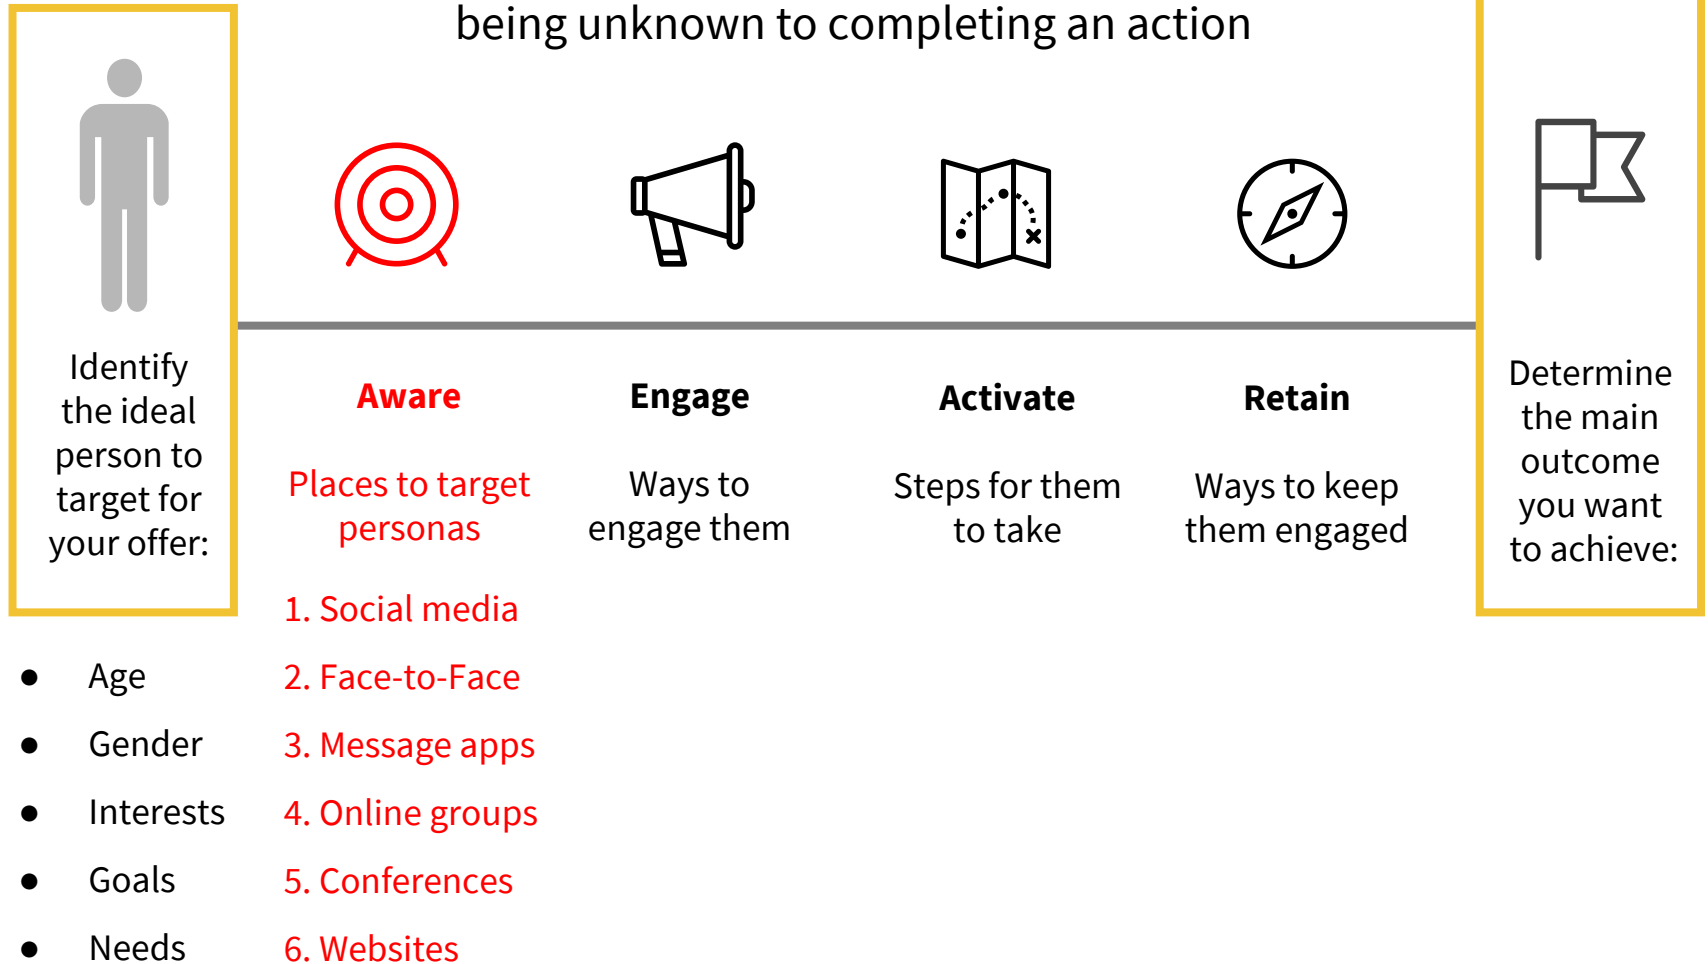 being unknown to completing an action
Identify
the ideal
person to
target for
your offer:
● Age
● Gender
● Interests
● Goals
● Needs
Aware
Places to target
personas
1. Social media
2. Face-to-Face
3. Message apps
4. Online groups
5. Conferences
6. Websites
Engage
Ways to
engage them
Activate
Steps for them
to take
Retain
Ways to keep
them engaged
Determine
the main
outcome
you want
to achieve: